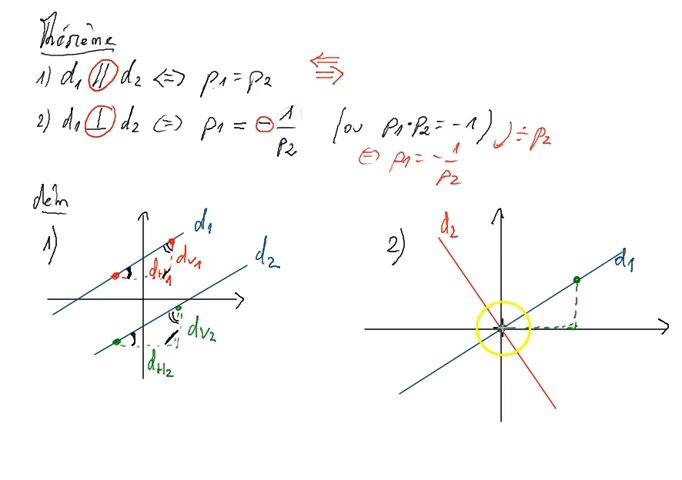 Théorème
1) d₁ // d₂ <=> p₁ = p₂
2) d₁ ⊥ d₂ <=> p₁ = - 1/p₂ (ou p₁·p₂ = -1) ÷ p₂
<=> p₁ = - 1/p₂
dém
1)
d₁
d₂
dV₁
dH₁
dV₂
dH₂
2)
d₂
d₁